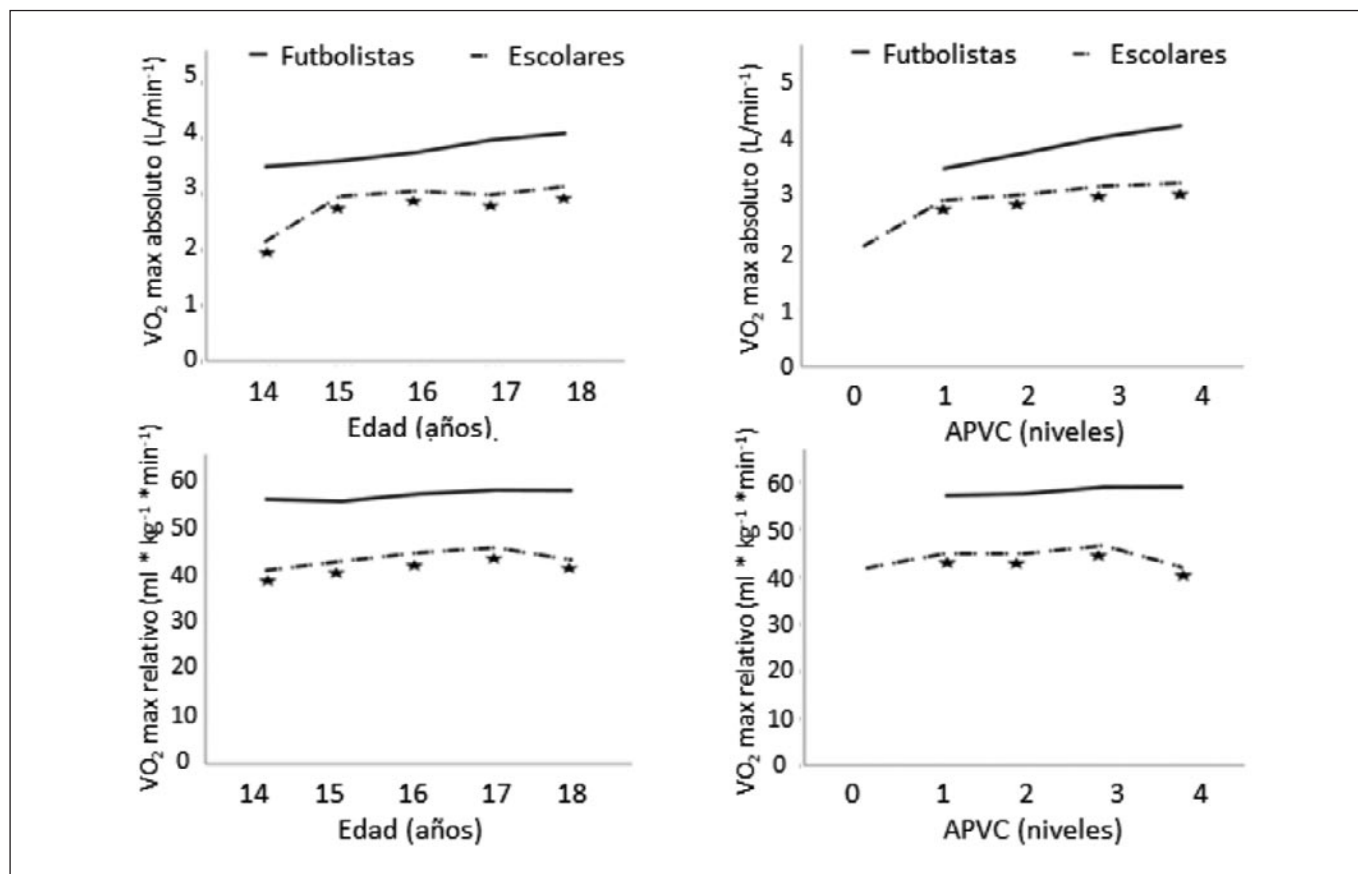 Futbolistas Escolares
VO₂ max absoluto (L/min⁻¹)
5
4
3
2
1
0
14 15 16 17 18
Edad (años)
Futbolistas Escolares
VO₂ max absoluto (L/min⁻¹)
5
4
3
2
1
0
0 1 2 3 4
APVC (niveles)
VO₂ max relativo (ml * kg⁻¹ *min⁻¹)
60
50
40
30
20
10
0
14 15 16 17 18
Edad (años)
VO₂ max relativo (ml * kg⁻¹ *min⁻¹)
60
50
40
30
20
10
0
0 1 2 3 4
APVC (niveles)